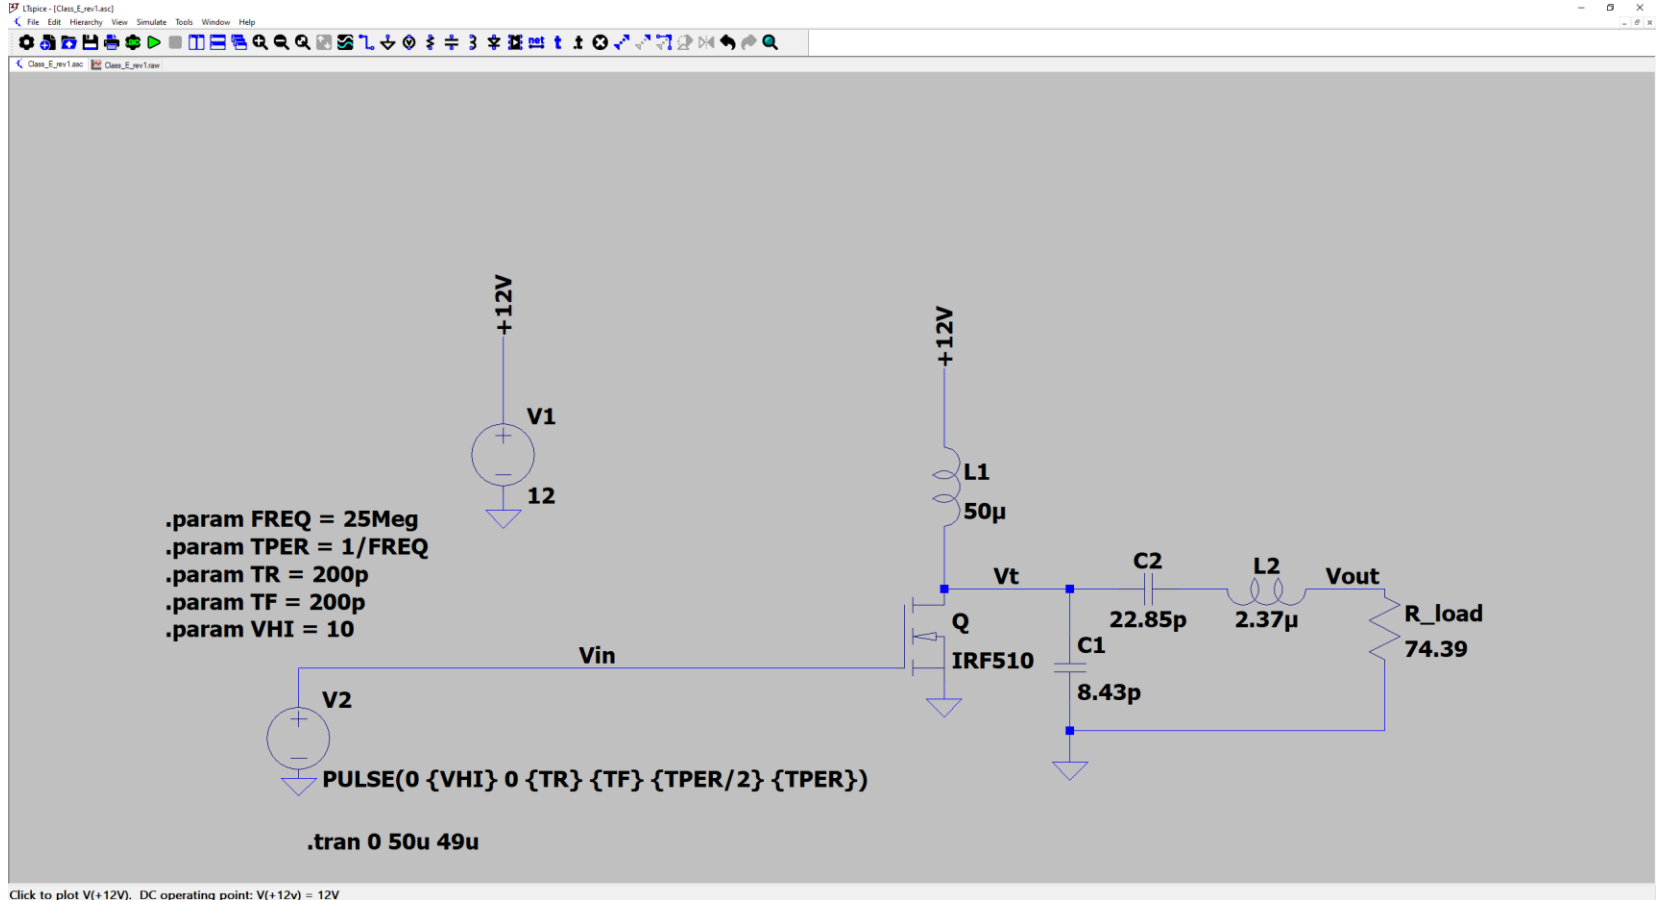 LTspice - [Class_E_rev1.asc]
File Edit Hierarchy View Simulate Tools Window Help
Class_E_rev1.asc Class_E_rev1.raw
+12V
+12V
V1
12
L1
50µ
.param FREQ = 25Meg
.param TPER = 1/FREQ
.param TR = 200p
.param TF = 200p
.param VHI = 10
Vt
C2
22.85p
L2
2.37µ
Vout
R_load
74.39
Q
IRF510
C1
8.43p
Vin
V2
PULSE(0 {VHI} 0 {TR} {TF} {TPER/2} {TPER})
.tran 0 50u 49u
Click to plot V(+12V). DC operating point: V(+12v) = 12V